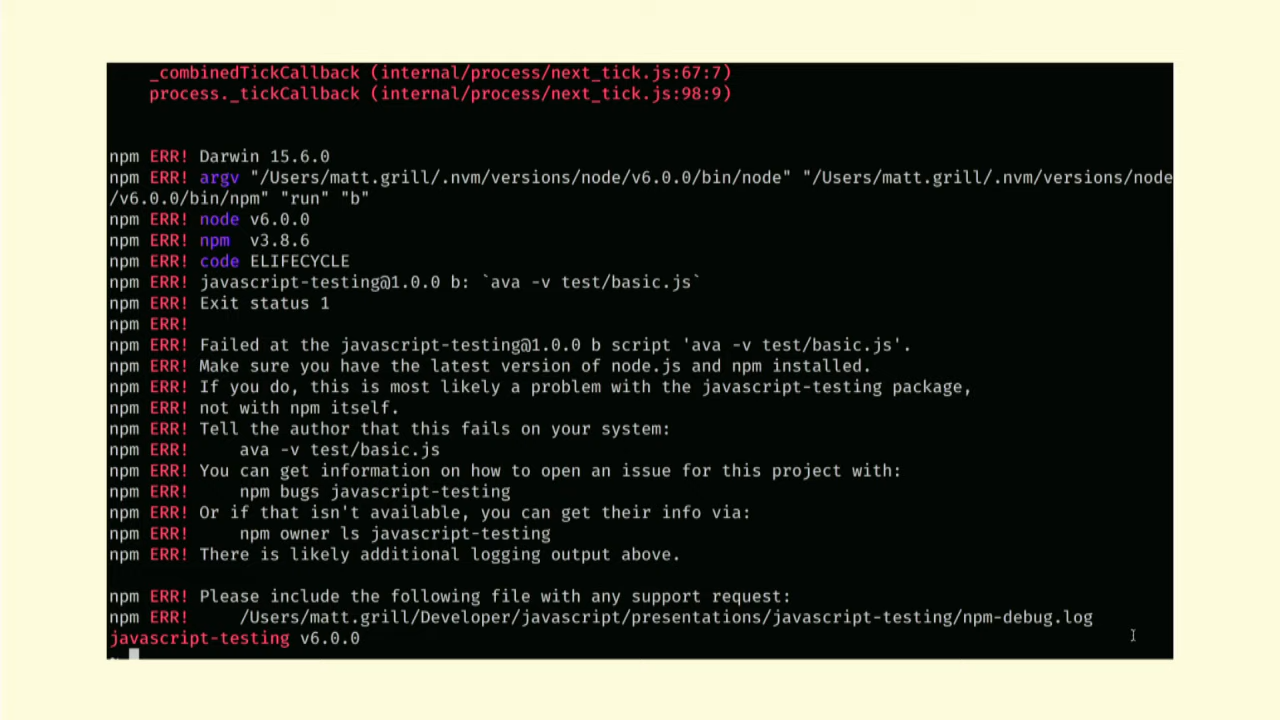 _combinedTickCallback (internal/process/next_tick.js:67:7)
process._tickCallback (internal/process/next_tick.js:98:9)
npm ERR! Darwin 15.6.0
npm ERR! argv "/Users/matt.grill/.nvm/versions/node/v6.0.0/bin/node" "/Users/matt.grill/.nvm/versions/node
/v6.0.0/bin/npm" "run" "b"
npm ERR! node v6.0.0
npm ERR! npm  v3.8.6
npm ERR! code ELIFECYCLE
npm ERR! javascript-testing@1.0.0 b: `ava -v test/basic.js`
npm ERR! Exit status 1
npm ERR!
npm ERR! Failed at the javascript-testing@1.0.0 b script 'ava -v test/basic.js'.
npm ERR! Make sure you have the latest version of node.js and npm installed.
npm ERR! If you do, this is most likely a problem with the javascript-testing package,
npm ERR! not with npm itself.
npm ERR! Tell the author that this fails on your system:
npm ERR!     ava -v test/basic.js
npm ERR! You can get information on how to open an issue for this project with:
npm ERR!     npm bugs javascript-testing
npm ERR! Or if that isn't available, you can get their info via:
npm ERR!     npm owner ls javascript-testing
npm ERR! There is likely additional logging output above.
npm ERR! Please include the following file with any support request:
npm ERR!     /Users/matt.grill/Developer/javascript/presentations/javascript-testing/npm-debug.log
javascript-testing v6.0.0